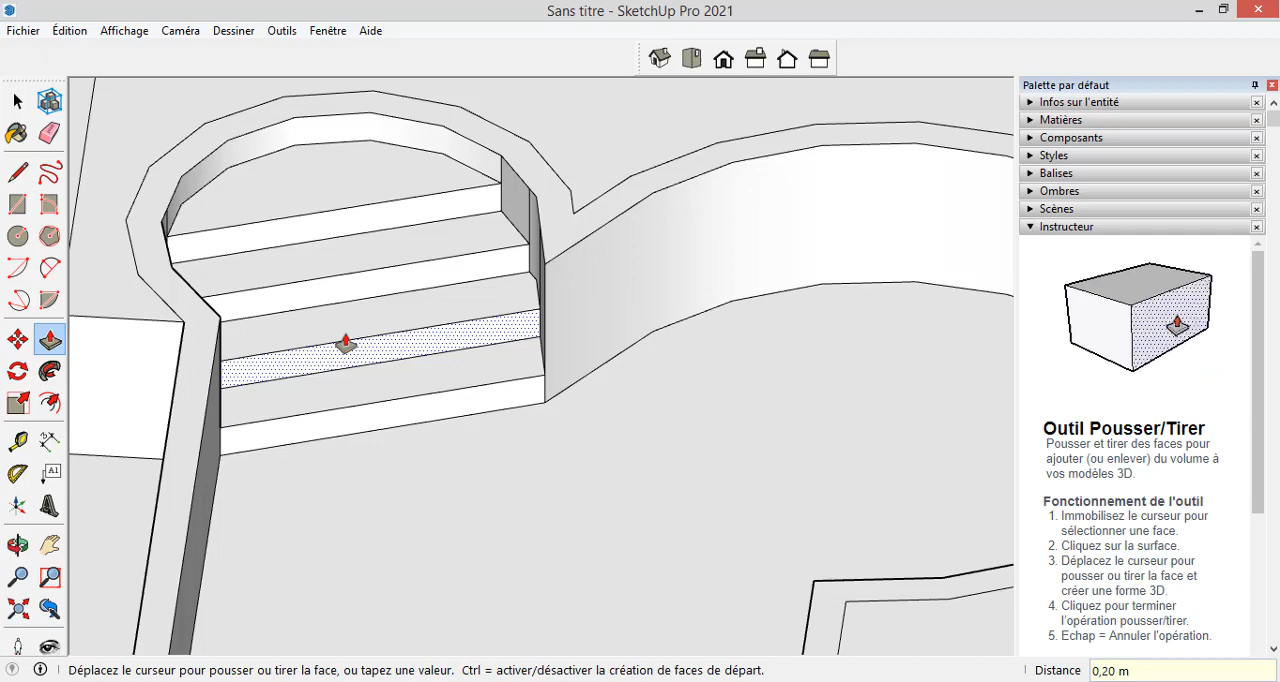 Sans titre - SketchUp Pro 2021
Fichier Édition Affichage Caméra Dessiner Outils Fenêtre Aide
Palette par défaut
Infos sur l'entité
Matières
Composants
Styles
Balises
Ombres
Scènes
Instructeur
A1
Outil Pousser/Tirer
Pousser et tirer des faces pour
ajouter (ou enlever) du volume à
vos modèles 3D.
Fonctionnement de l'outil
1. Immobilisez le curseur pour
sélectionner une face.
2. Cliquez sur la surface.
3. Déplacez le curseur pour
pousser ou tirer la face et
créer une forme 3D.
4. Cliquez pour terminer
l'opération pousser/tirer.
5. Echap = Annuler l'opération.
Déplacez le curseur pour pousser ou tirer la face, ou tapez une valeur. Ctrl = activer/désactiver la création de faces de départ.
Distance 0,20 m